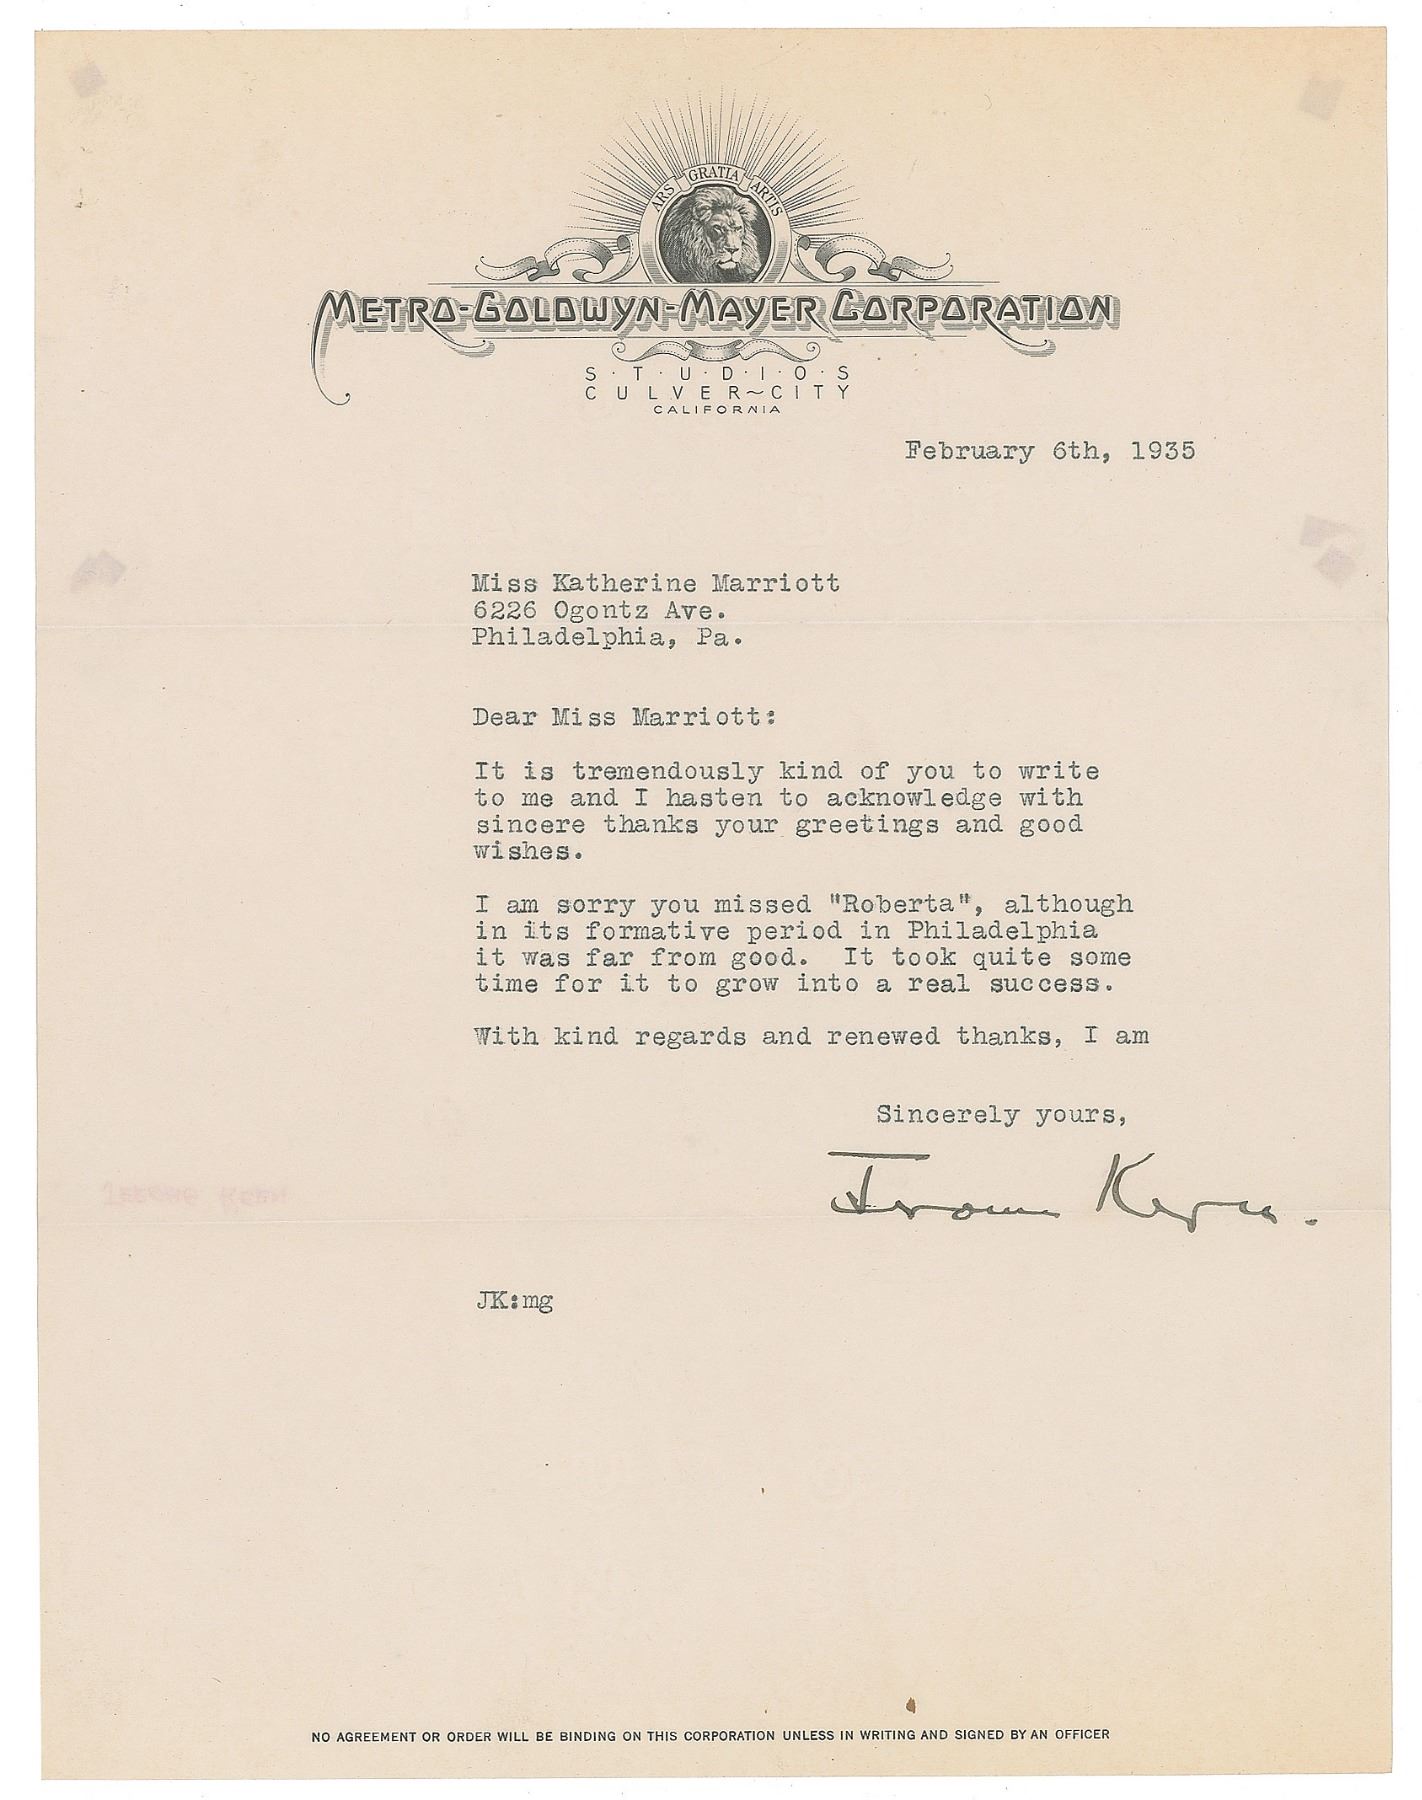 ARS GRATIA ARTIS
METRO-GOLDWYN-MAYER CORPORATION
S·T·U·D·I·O·S
CULVER~CITY
CALIFORNIA
February 6th, 1935
Miss Katherine Marriott
6226 Ogontz Ave.
Philadelphia, Pa.
Dear Miss Marriott:
It is tremendously kind of you to write
to me and I hasten to acknowledge with
sincere thanks your greetings and good
wishes.
I am sorry you missed "Roberta", although
in its formative period in Philadelphia
it was far from good. It took quite some
time for it to grow into a real success.
With kind regards and renewed thanks, I am
Sincerely yours,
Jerome Kern.
JK:mg
NO AGREEMENT OR ORDER WILL BE BINDING ON THIS CORPORATION UNLESS IN WRITING AND SIGNED BY AN OFFICER